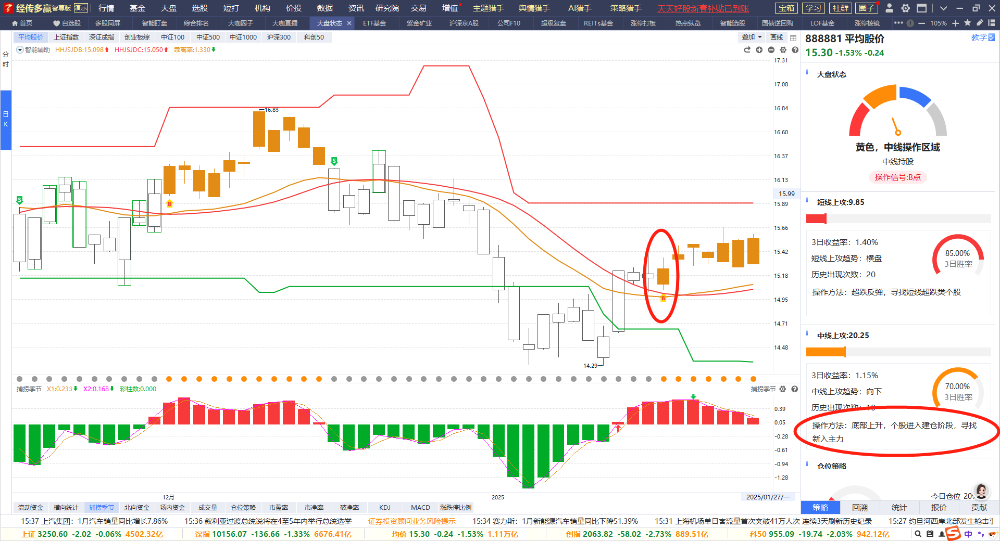 经传多赢 智尊版 演示 行情 基金 大盘 选股 短打 机构 价投 数据 资讯 研究院 交易 增值 主题猎手 舆情猎手 AI猎手 策略猎手 天天好股新春补贴已到账 宝箱 学习 社群 圈子
首页 自选股 多股同屏 智能盯盘 综合排名 大咖圈子 大咖直播 大盘状态 ETF基金 紫金矿业 沪深京A股 公司F10 超级复盘 REITs基金 涨停打板 热点纵览 智能选股 国债逆回购 LOF基金 涨停棱镜 105%
平均股价 上证指数 深证成指 创业板综 中证100 中证500 中证1000 沪深300 科创50 叠加 画线
智能辅助 HHJSJDB:15.098 HHJSJDC:15.050 乖离率:1.330
分时
日K
17.31
17.08
16.84
16.60
16.37
16.13
15.99
15.89
15.66
15.42
15.18
14.95
14.71
14.48
16.83
14.29
S
B
S
B
捕捞季节 X1:0.233 X2:0.168 彩柱数:0.000 捕捞季节
0.39
0.05
-0.28
-0.61
-0.94
-1.28
12月 2025 2025/01/27/一
流动资金 横向统计 捕捞季节 北向资金 场内资金 成交量 仓位策略 市盈率 市净率 破净率 KDJ MACD 涨跌停比例
888881 平均股价 教学
15.30 -1.53% -0.24
大盘状态
黄色，中线操作区域
中线持股
操作信号:B点
短线上攻:9.85
3日收益率：1.40%
短线上攻趋势：横盘
历史出现次数：20
85.00%
3日胜率
操作方法：超跌反弹，寻找短线超跌类个股
中线上攻:20.25
3日收益率：1.15%
中线上攻趋势：向下
历史出现次数：10
70.00%
3日胜率
操作方法：底部上升，个股进入建仓阶段，寻找
新入主力
仓位策略
今日仓位 20%
策略 回溯 统计 报价 贡献
15:37 上汽集团：1月汽车销量同比增长7.86% 15:36 叙利亚过渡总统说将在4至5年内举行总统选举 证券投资顾问业务风险提示 15:34 赛力斯：1月新能源汽车销量同比下降51.39% 15:31 上海机场单日客流量首次突破41万人次 连续3天刷新历史纪录 15:27 约旦河西岸北部发生枪击事
上证 3250.60 -2.02 -0.06% 4502.32亿 深指 10156.07 -136.66 -1.33% 6676.41亿 均价 15.30 -0.24 -1.53% 1.11万亿 创指 2063.82 -58.02 -2.73% 889.51亿 科50 955.09 -19.74 -2.03% 942.12亿 中